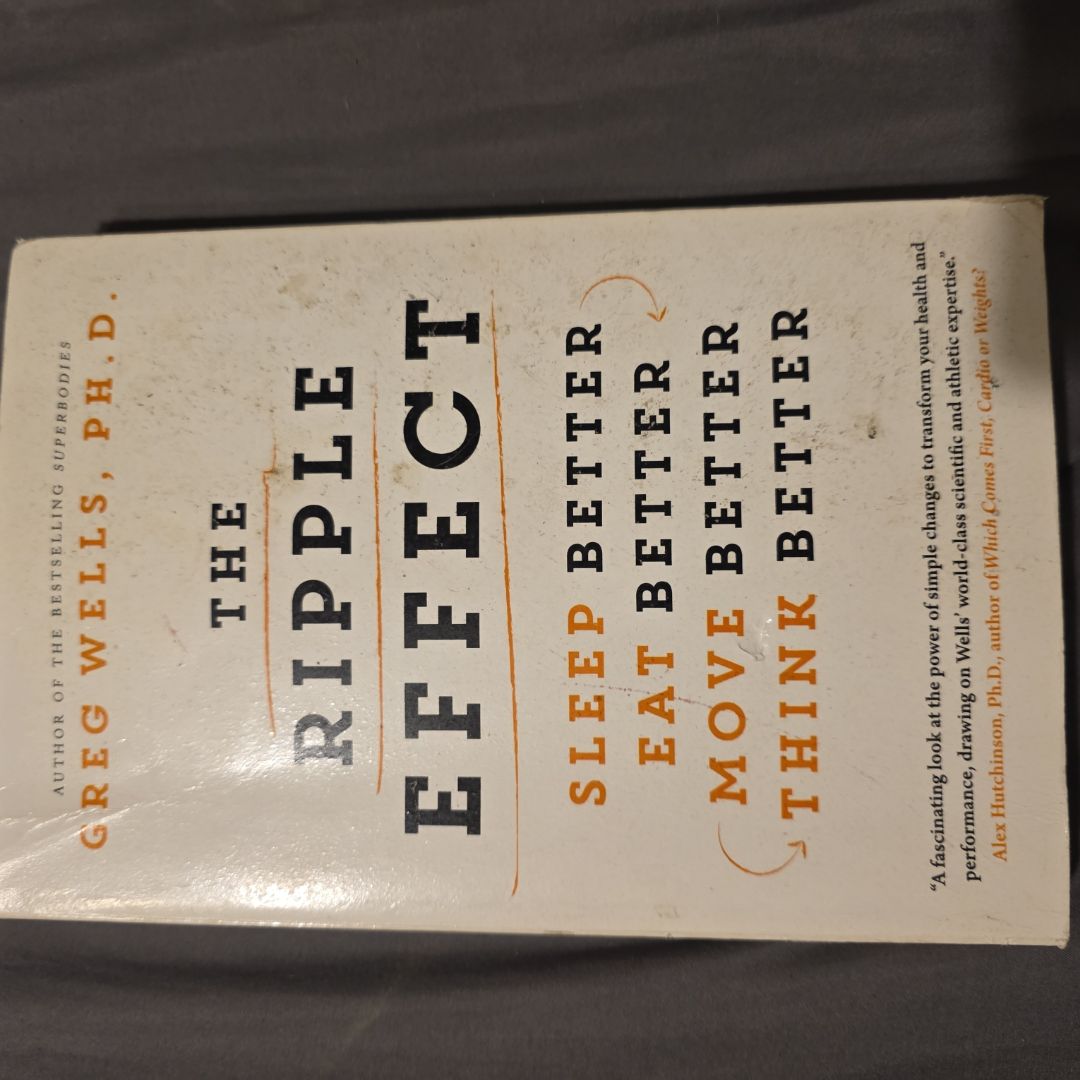 AUTHOR OF THE BESTSELLING SUPERBODIES
GREG WELLS, PH.D.
THE
RIPPLE
EFFECT
SLEEP BETTER
EAT BETTER
MOVE BETTER
THINK BETTER
“A fascinating look at the power of simple changes to transform your health and
performance, drawing on Wells’ world-class scientific and athletic expertise.”
Alex Hutchinson, Ph.D., author of Which Comes First, Cardio or Weights?